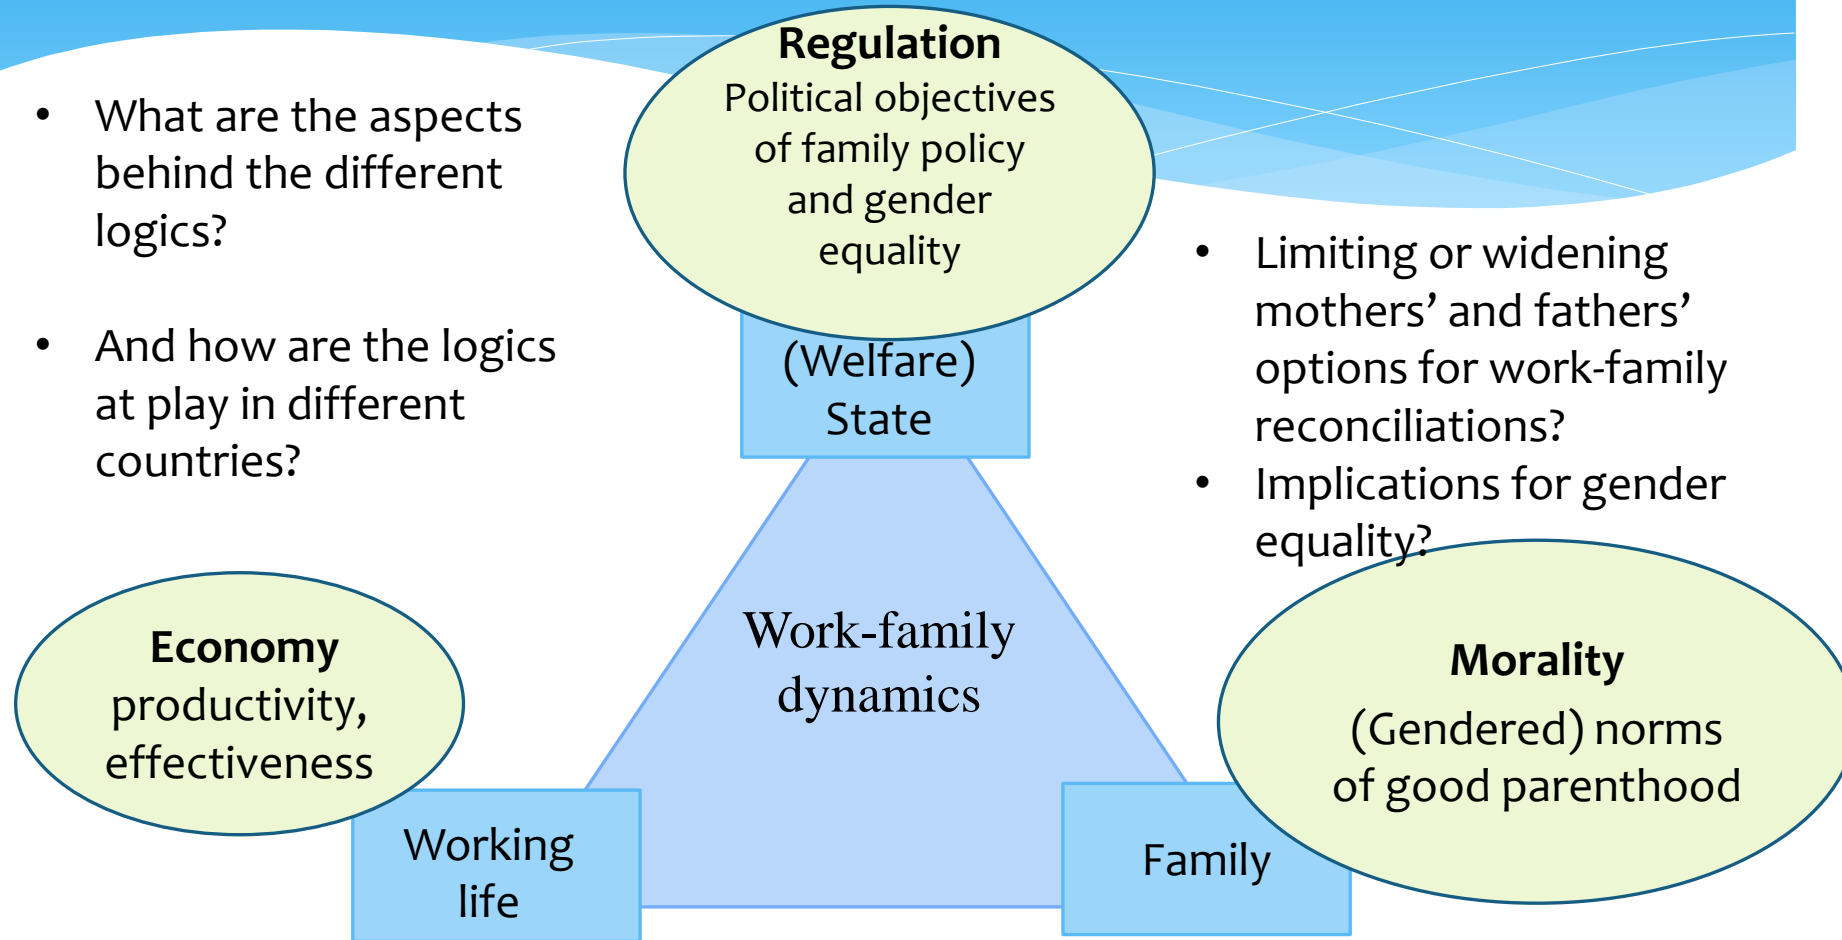 Regulation
Political objectives
of family policy
and gender
equality
• What are the aspects
behind the different
logics?
• And how are the logics
at play in different
countries?
(Welfare)
State
• Limiting or widening
mothers’ and fathers’
options for work-family
reconciliations?
• Implications for gender
equality?
Work-family
dynamics
Economy
productivity,
effectiveness
Working
life
Morality
(Gendered) norms
of good parenthood
Family